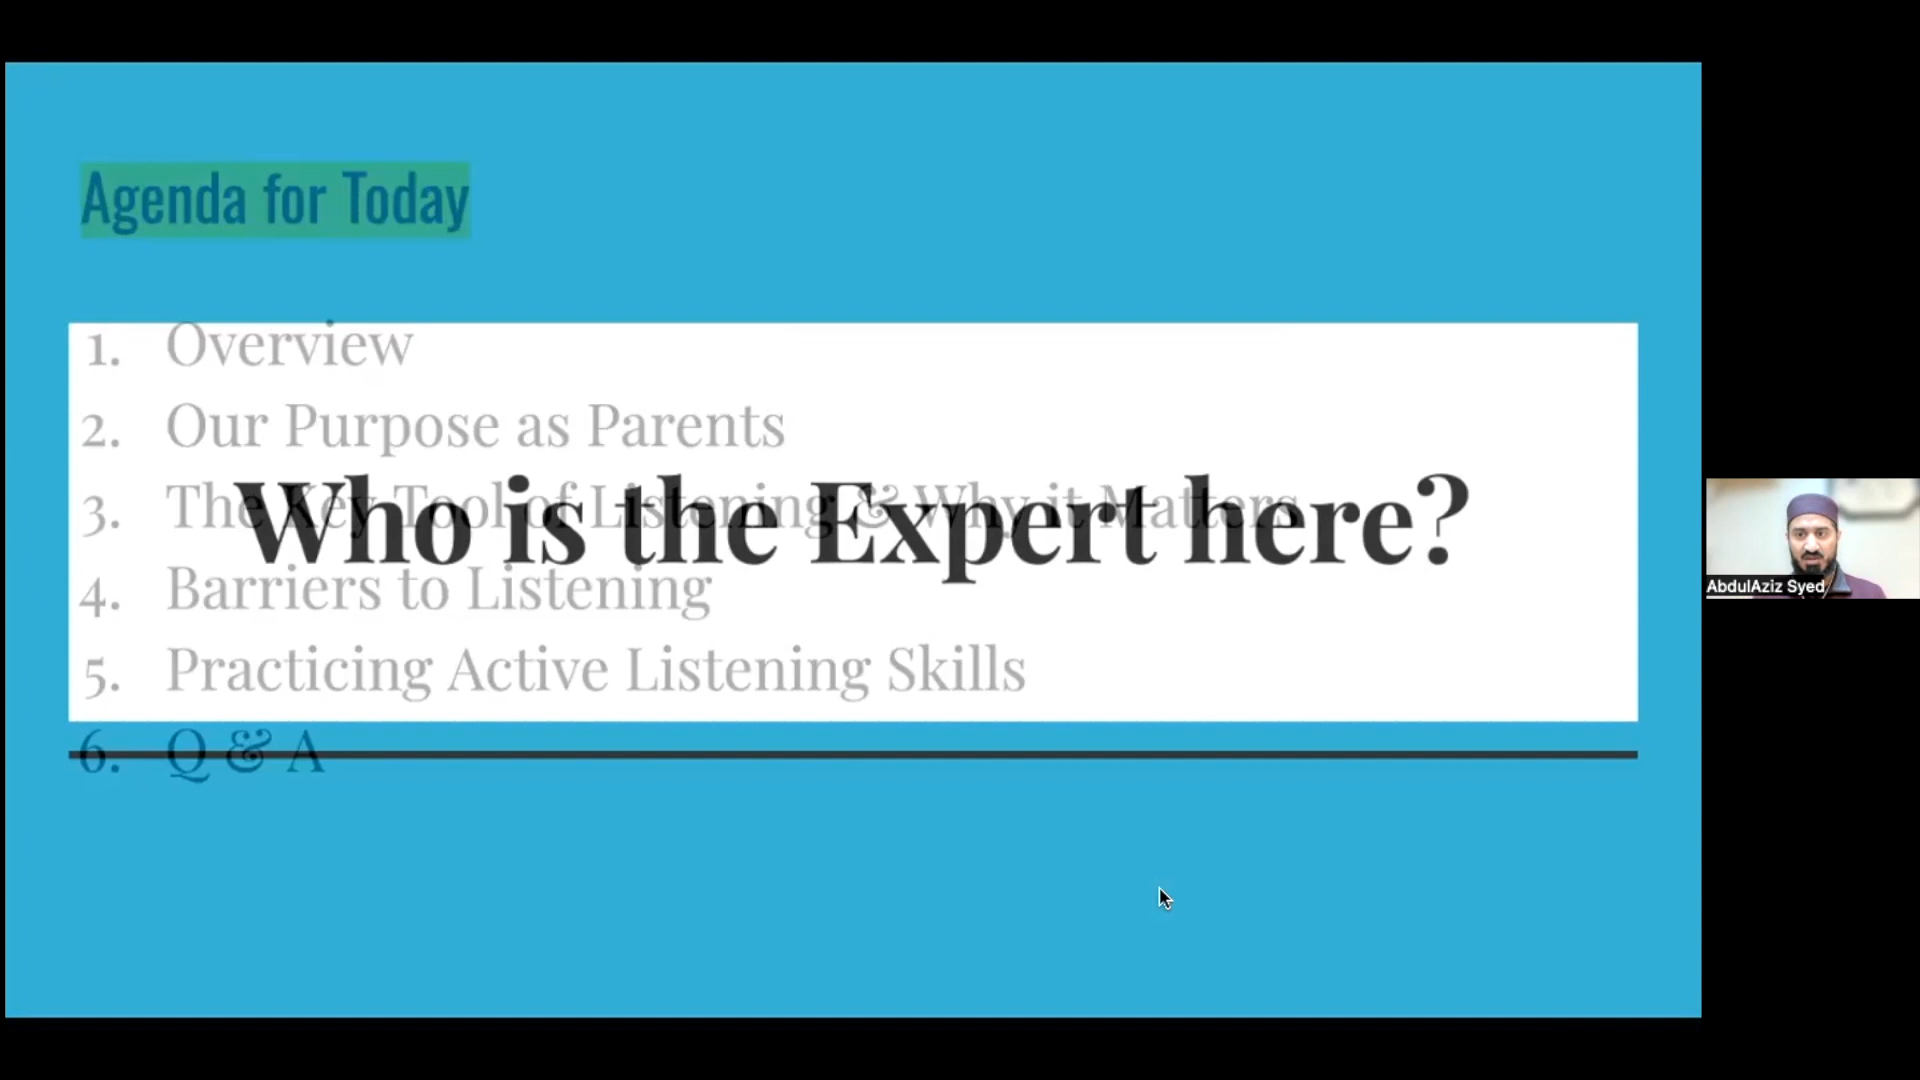 Agenda for Today
1. Overview
2. Our Purpose as Parents
3. The Key Tool of Listening & Why it Matters
Who is the Expert here?
4. Barriers to Listening
5. Practicing Active Listening Skills
6. Q & A
AbdulAziz Syed